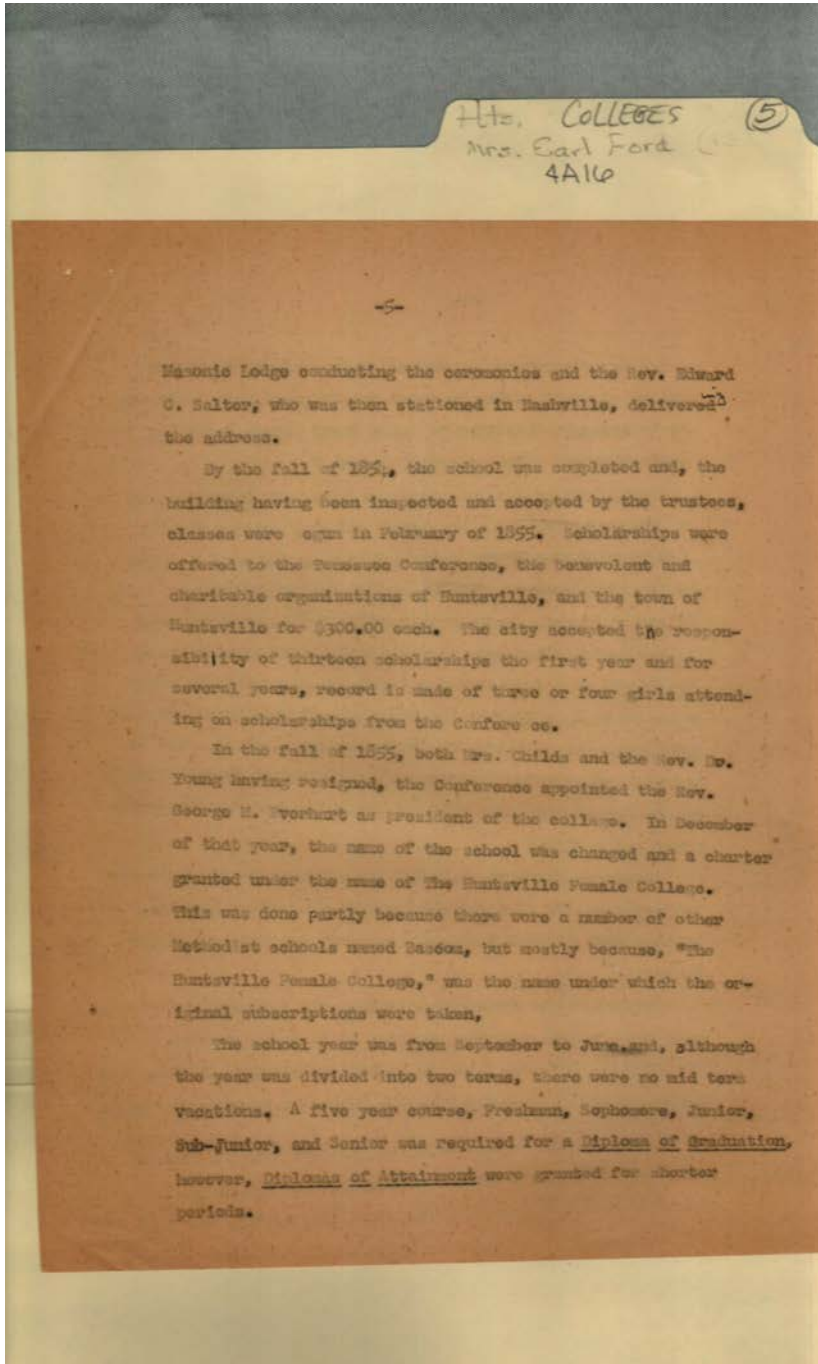 Hts. COLLEGES (5)
Mrs. Earl Ford
4A16
-5-
Masonic Lodge conducting the ceremonies and the Rev. Edward
C. Salter, who was then stationed in Nashville, delivered
the address.
By the fall of 1854, the school was completed and, the
building having been inspected and accepted by the trustees,
classes were egun in February of 1855. Scholarships were
offered to the Tennessee Conference, the benevolent and
charitable organizations of Huntsville, and the town of
Huntsville for $300.00 each. The city accepted the respon-
sibility of thirteen scholarships the first year and for
several years, record is made of three or four girls attend-
ing on scholarships from the Confere ce.
In the fall of 1855, both Mrs. Childs and the Rev. Dr.
Young having resigned, the Conference appointed the Rev.
George M. Everhart as president of the college. In December
of that year, the name of the school was changed and a charter
granted under the name of The Huntsville Female College.
This was done partly because there were a number of other
Methodist schools named Bascom, but mostly because, "The
Huntsville Female College," was the name under which the or-
iginal subscriptions were taken,
The school year was from September to June.and, although
the year was divided into two terms, there were no mid term
vacations. A five year course, Freshman, Sophomore, Junior,
Sub-Junior, and Senior was required for a Diploma of Graduation,
however, Diplomas of Attainment were granted for shorter
periods.